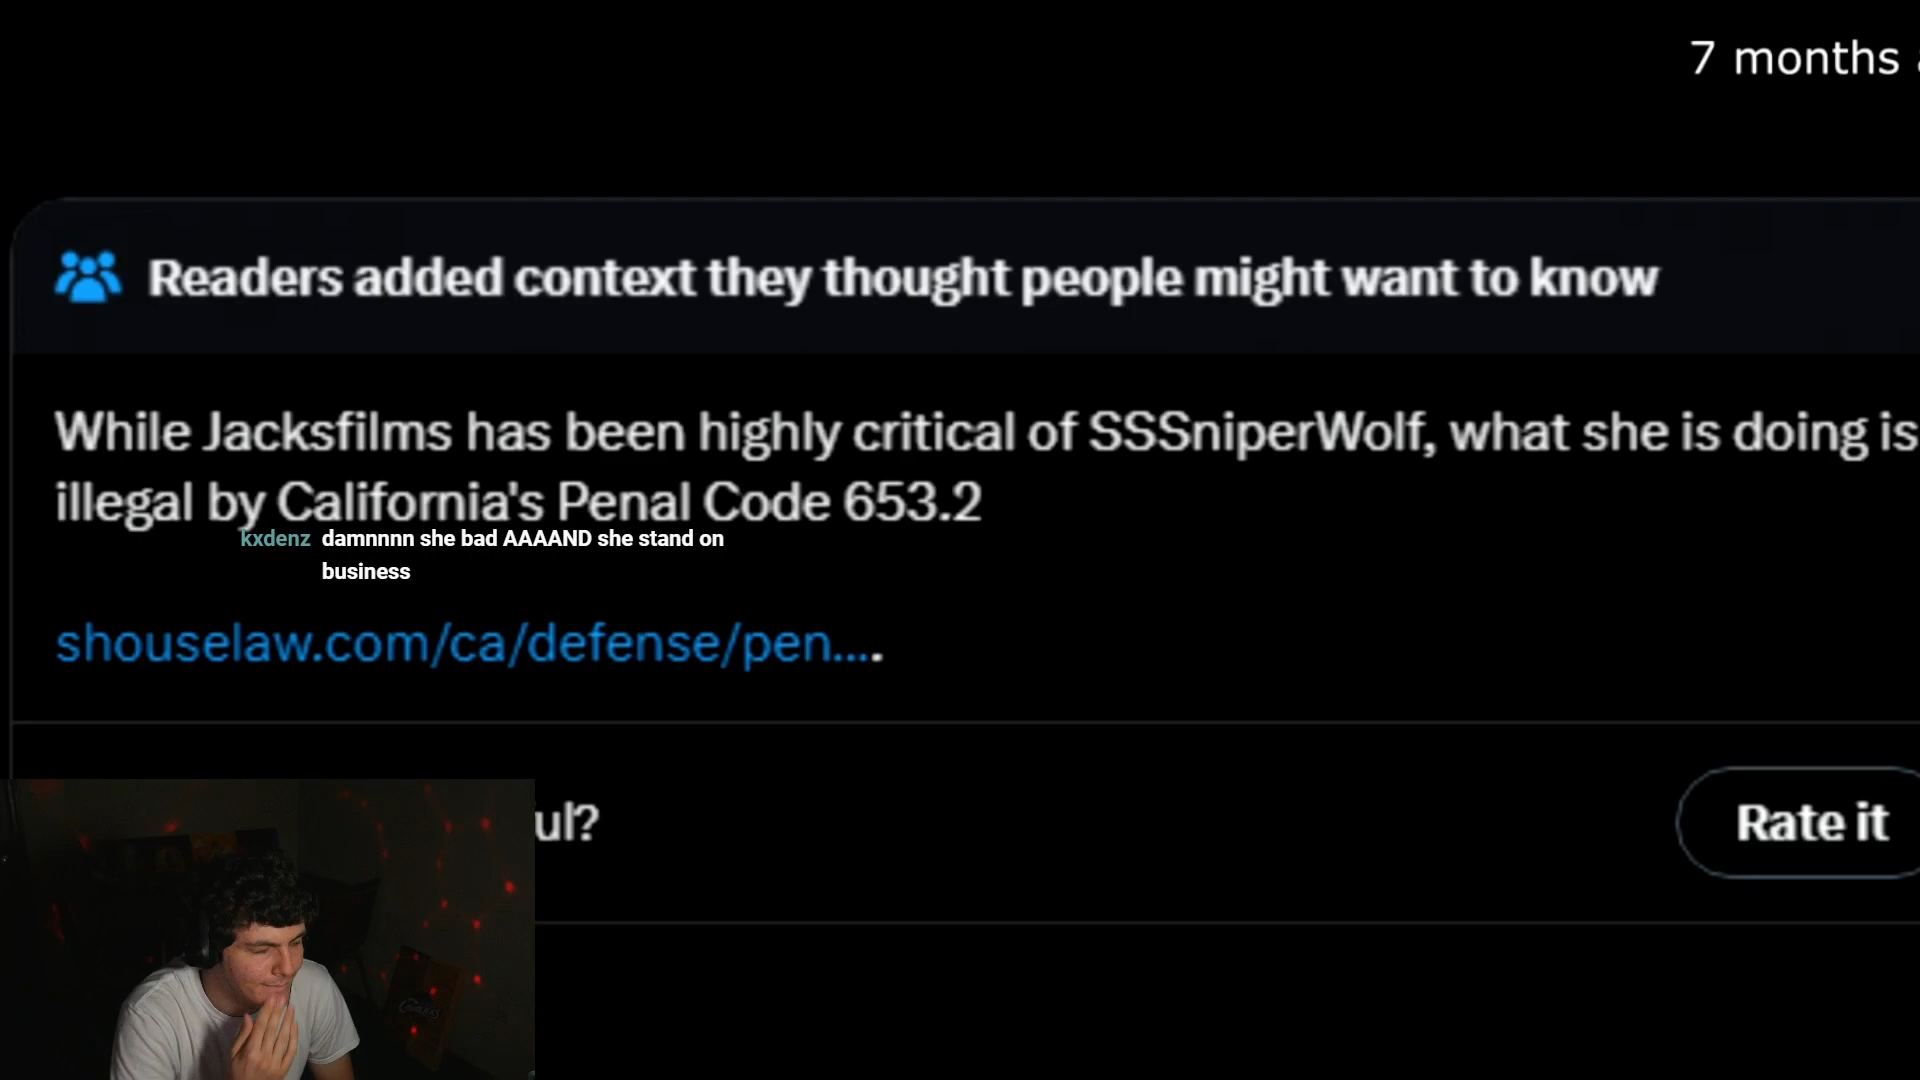 7 months
Readers added context they thought people might want to know
While Jacksfilms has been highly critical of SSSniperWolf, what she is doing is
illegal by California's Penal Code 653.2
kxdenz damnnnn she bad AAAAND she stand on
business
shouselaw.com/ca/defense/pen....
ul?
Rate it